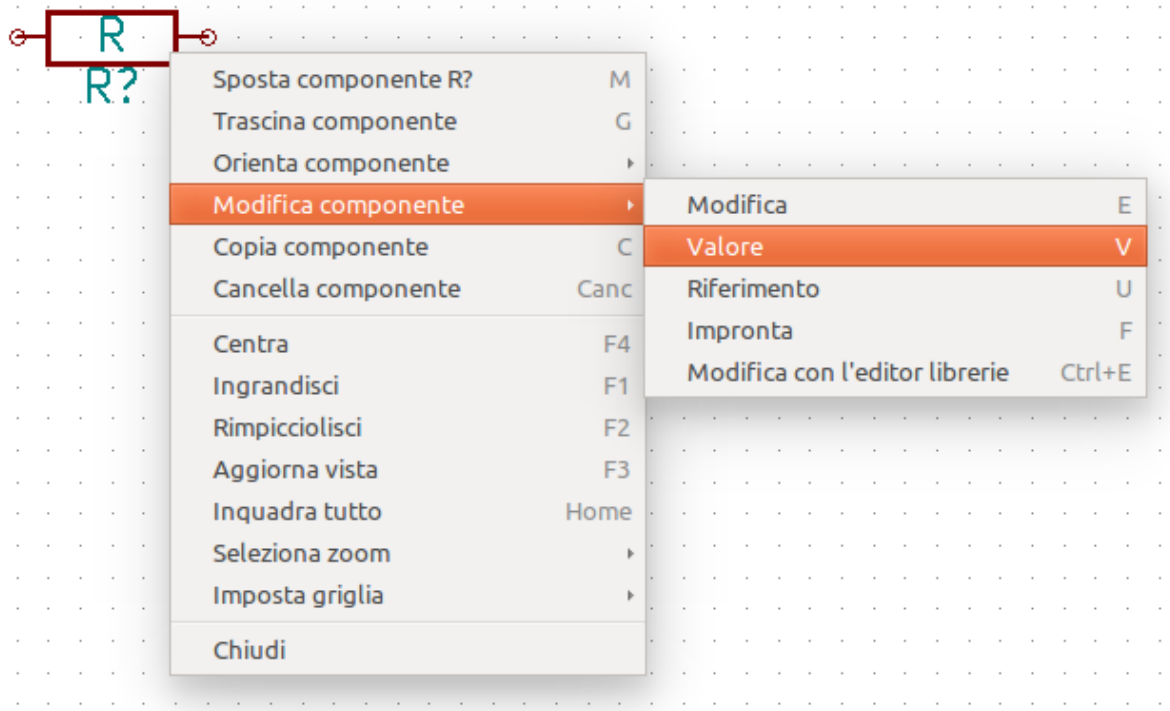 R
R?
Sposta componente R? M
Trascina componente G
Orienta componente
Modifica componente
Copia componente C
Cancella componente Canc
Centra F4
Ingrandisci F1
Rimpicciolisci F2
Aggiorna vista F3
Inquadra tutto Home
Seleziona zoom
Imposta griglia
Chiudi
Modifica E
Valore V
Riferimento U
Impronta F
Modifica con l'editor librerie Ctrl+E